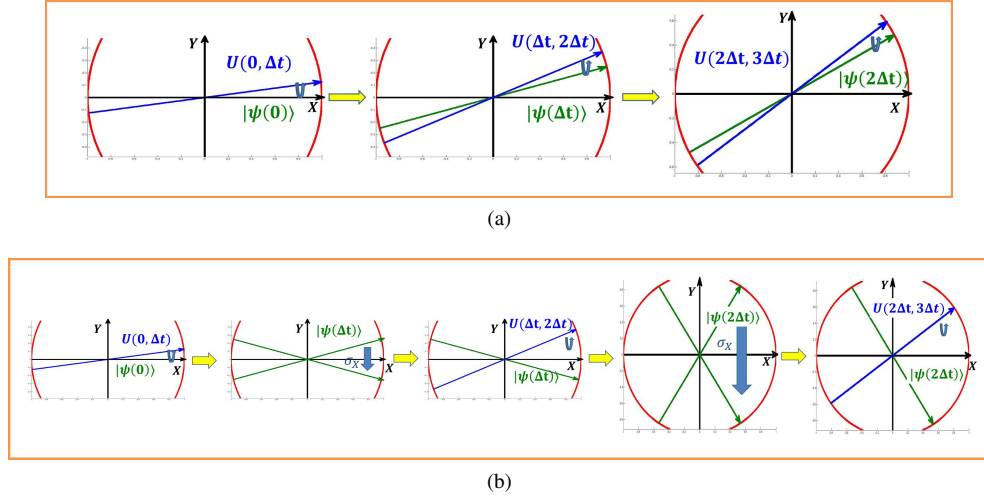 Y
U(0, Δt)
X
|ψ(0)⟩
Y
U(Δt, 2Δt)
X
|ψ(Δt)⟩
Y
U(2Δt, 3Δt)
|ψ(2Δt)⟩
X
(a)
Y
U(0, Δt)
X
|ψ(0)⟩
Y
|ψ(Δt)⟩
σX
X
Y
U(Δt, 2Δt)
X
|ψ(Δt)⟩
Y
|ψ(2Δt)⟩
σX
X
Y
U(2Δt, 3Δt)
X
|ψ(2Δt)⟩
(b)